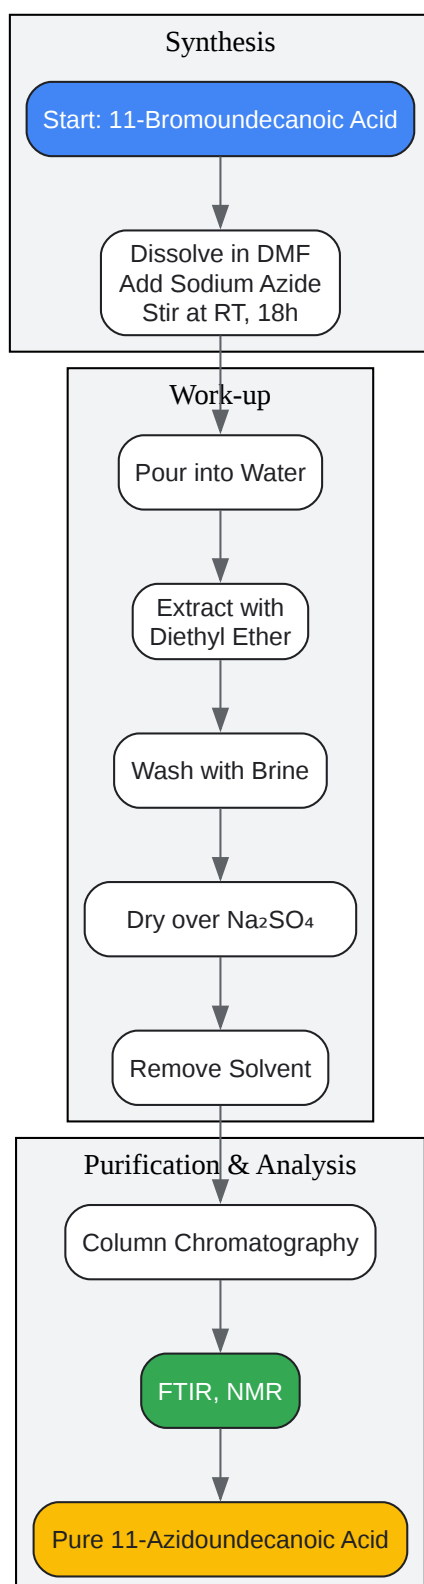 Synthesis
Start: 11-Bromoundecanoic Acid
Dissolve in DMF
Add Sodium Azide
Stir at RT, 18h
Work-up
Pour into Water
Extract with
Diethyl Ether
Wash with Brine
Dry over Na₂SO₄
Remove Solvent
Purification & Analysis
Column Chromatography
FTIR, NMR
Pure 11-Azidoundecanoic Acid